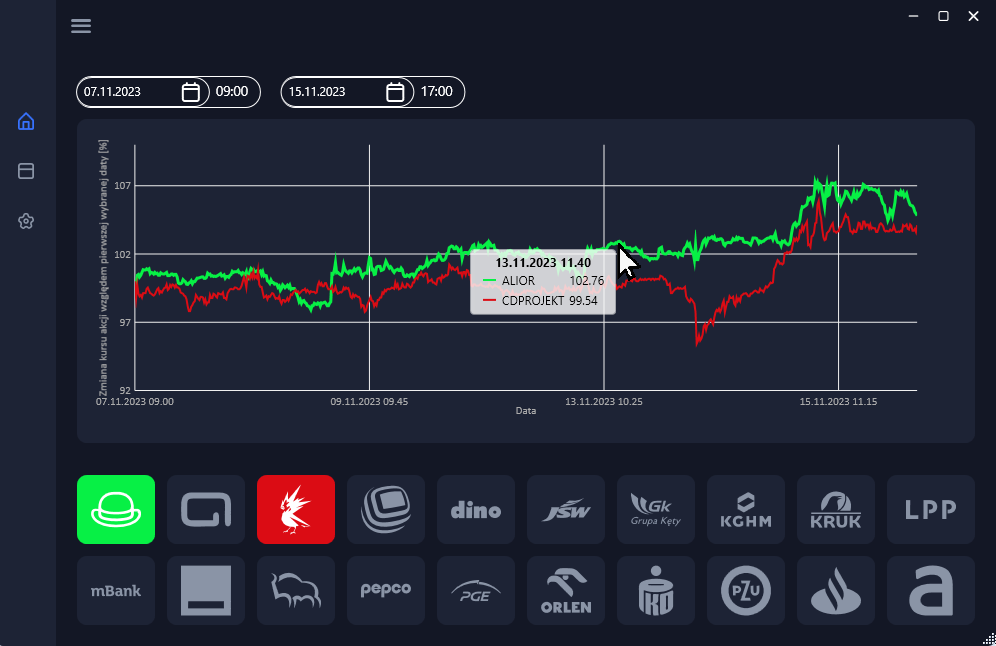 07.11.2023 09:00 15.11.2023 17:00
Zmiana kursu akcji względem pierwszej wybranej daty [%]
107
102
97
92
13.11.2023 11.40
ALIOR 102.76
CDPROJEKT 99.54
07.11.2023 09.00 09.11.2023 09.45 13.11.2023 10.25 15.11.2023 11.15
Data
dino JSW Gk KGHM KRUK LPP
Grupa Kęty
mBank pepco PGE ORLEN PKO PZU a